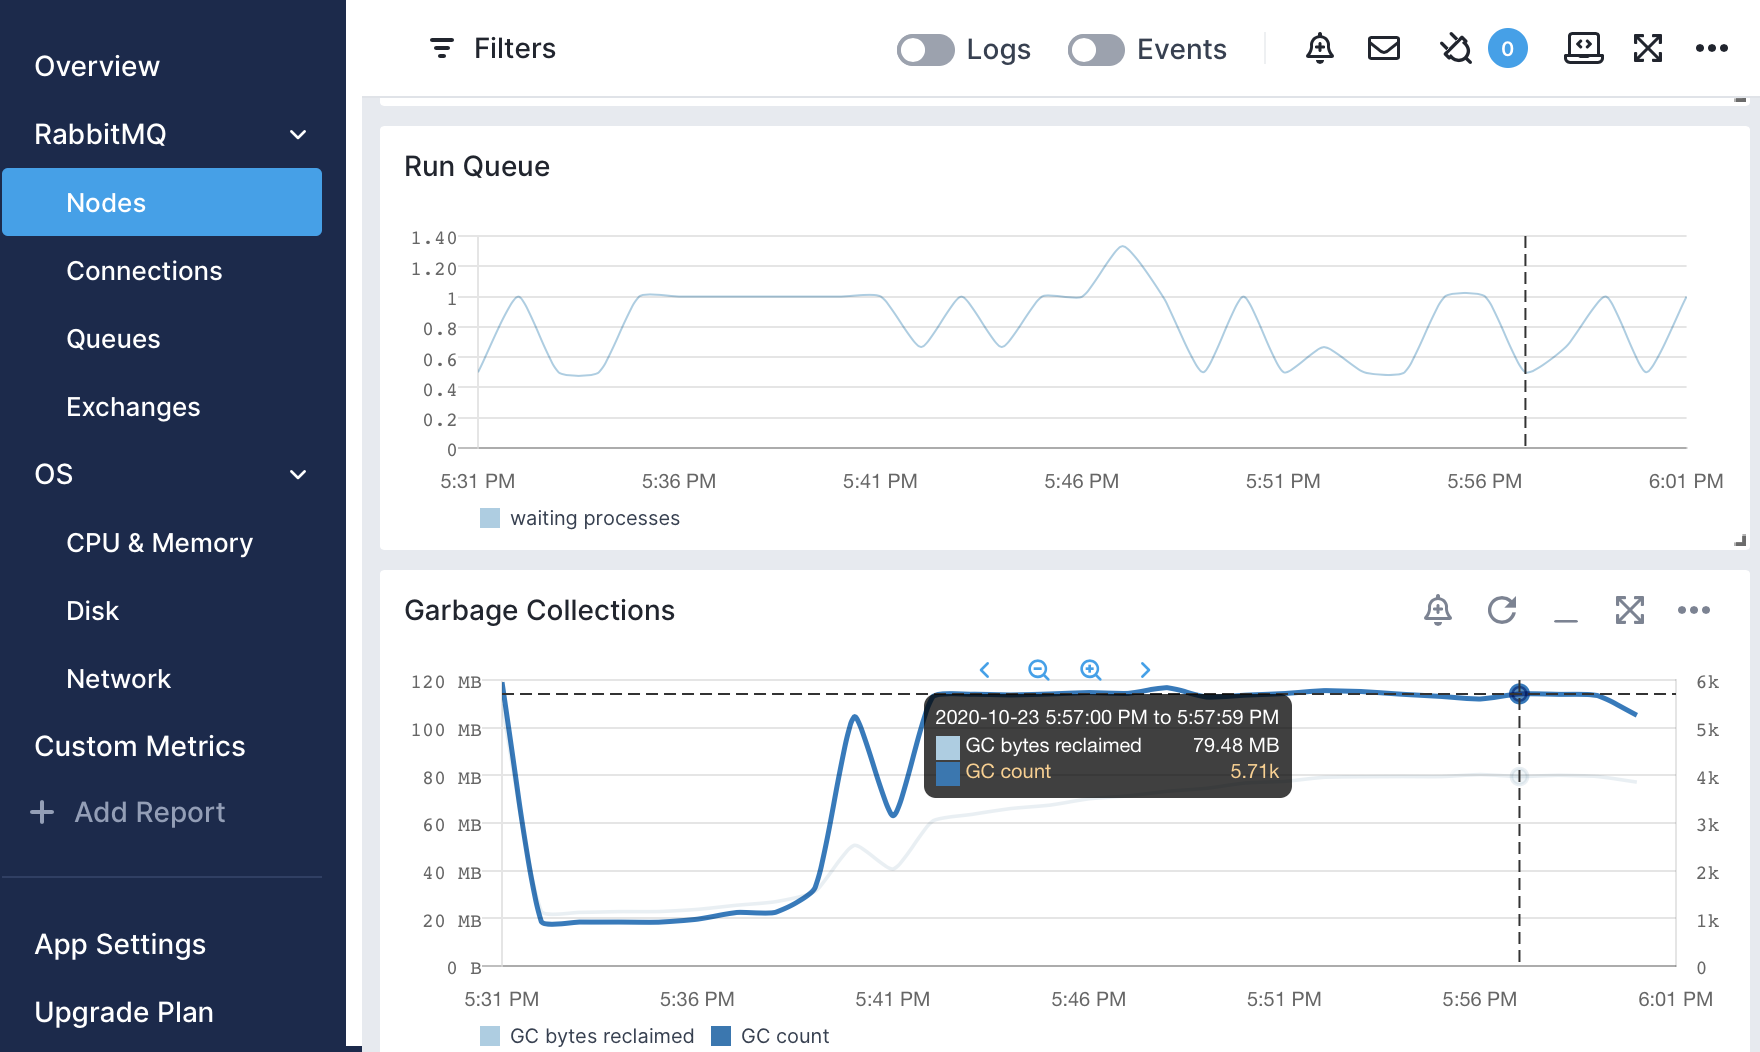 Overview
RabbitMQ
Nodes
Connections
Queues
Exchanges
OS
CPU & Memory
Disk
Network
Custom Metrics
Add Report
App Settings
Upgrade Plan
Filters
Logs
Events
0
Run Queue
1.40
1.20
1
0.8
0.6
0.4
0.2
0
5:31 PM 5:36 PM 5:41 PM 5:46 PM 5:51 PM 5:56 PM 6:01 PM
waiting processes
Garbage Collections
120 MB 6k
100 MB 5k
80 MB 4k
60 MB 3k
40 MB 2k
20 MB 1k
0 B 0
2020-10-23 5:57:00 PM to 5:57:59 PM
GC bytes reclaimed 79.48 MB
GC count 5.71k
5:31 PM 5:36 PM 5:41 PM 5:46 PM 5:51 PM 5:56 PM 6:01 PM
GC bytes reclaimed GC count